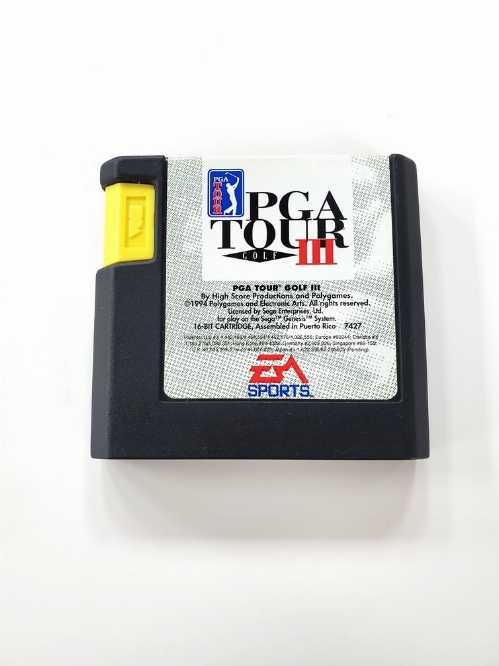 PGA
TOUR
PGA
TOUR
GOLF
III
PGA TOUR® GOLF III
By High Score Productions and Polygames.
©1994 Polygames and Electronic Arts. All rights reserved.
Licensed by Sega Enterprises, Ltd.
for play on the Sega™ Genesis™ System.
16-BIT CARTRIDGE, Assembled in Puerto Rico 7427
EA
SPORTS™